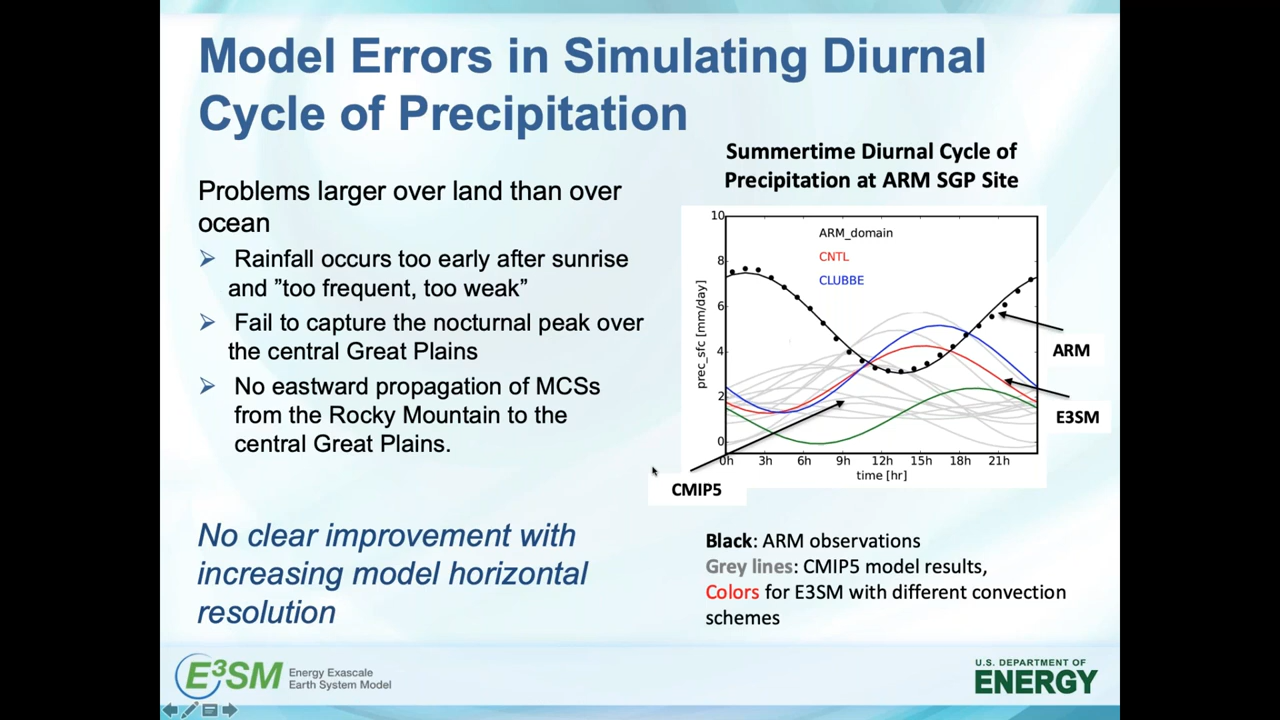 Model Errors in Simulating Diurnal
Cycle of Precipitation
Problems larger over land than over
ocean
Rainfall occurs too early after sunrise
and ”too frequent, too weak”
Fail to capture the nocturnal peak over
the central Great Plains
No eastward propagation of MCSs
from the Rocky Mountain to the
central Great Plains.
No clear improvement with
increasing model horizontal
resolution
Summertime Diurnal Cycle of
Precipitation at ARM SGP Site
10
8
6
4
2
0
prec_sfc [mm/day]
ARM_domain
CNTL
CLUBBE
ARM
E3SM
CMIP5
0h 3h 6h 9h 12h 15h 18h 21h
time [hr]
Black: ARM observations
Grey lines: CMIP5 model results,
Colors for E3SM with different convection
schemes
E³SM
Energy Exascale
Earth System Model
U.S. DEPARTMENT OF
ENERGY